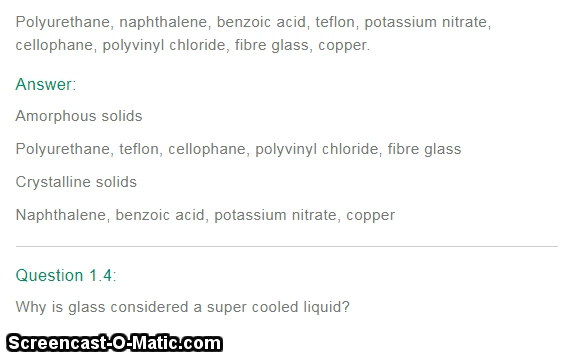 Polyurethane, naphthalene, benzoic acid, teflon, potassium nitrate,
cellophane, polyvinyl chloride, fibre glass, copper.
Answer:
Amorphous solids
Polyurethane, teflon, cellophane, polyvinyl chloride, fibre glass
Crystalline solids
Naphthalene, benzoic acid, potassium nitrate, copper
Question 1.4:
Why is glass considered a super cooled liquid?
Screencast-O-Matic.com